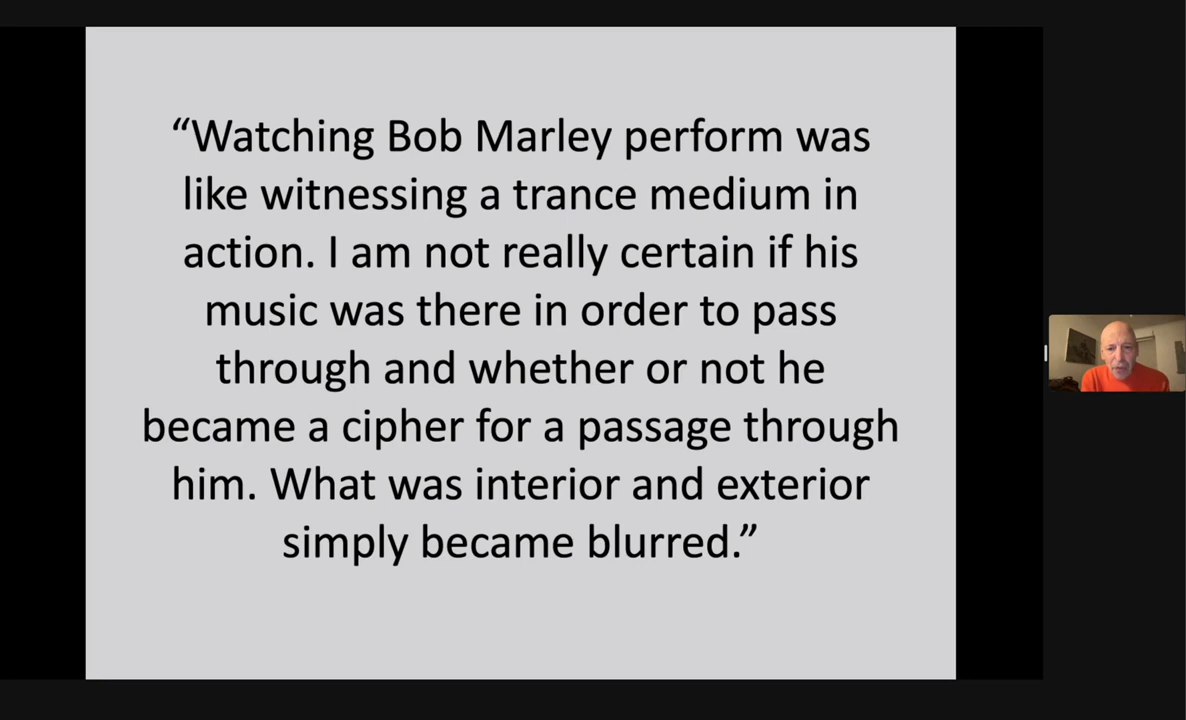 “Watching Bob Marley perform was
like witnessing a trance medium in
action. I am not really certain if his
music was there in order to pass
through and whether or not he
became a cipher for a passage through
him. What was interior and exterior
simply became blurred.”